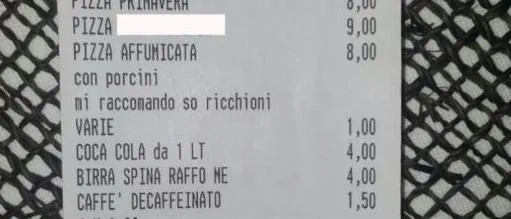 PIZZA PRIMAVERA 8,00
PIZZA 9,00
PIZZA AFFUMICATA 8,00
con porcini
mi raccomando so ricchioni
VARIE 1,00
COCA COLA da 1 LT 4,00
BIRRA SPINA RAFFO ME 4,00
CAFFE' DECAFFEINATO 1,50